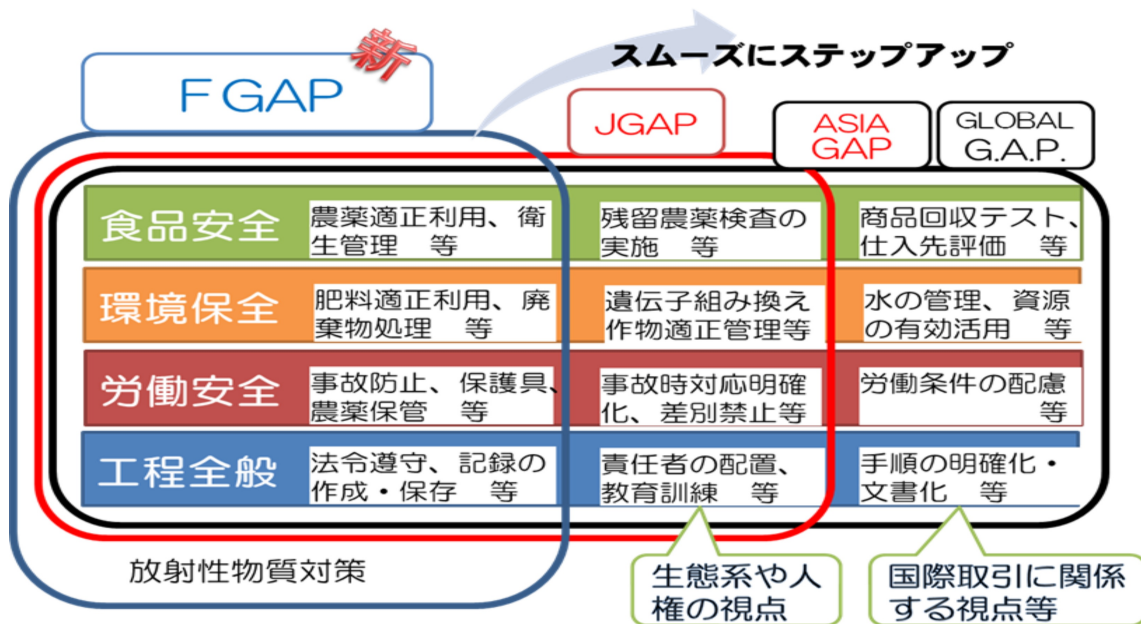 新
スムーズにステップアップ
FGAP
JGAP
ASIA
GAP
GLOBAL
G.A.P.
食品安全
農薬適正利用、衛
生管理 等
残留農薬検査の
実施 等
商品回収テスト、
仕入先評価 等
環境保全
肥料適正利用、廃
棄物処理 等
遺伝子組み換え
作物適正管理等
水の管理、資源
の有効活用 等
労働安全
事故防止、保護具、
農薬保管 等
事故時対応明確
化、差別禁止等
労働条件の配慮
等
工程全般
法令遵守、記録の
作成・保存 等
責任者の配置、
教育訓練 等
手順の明確化・
文書化 等
放射性物質対策
生態系や人
権の視点
国際取引に関係
する視点等